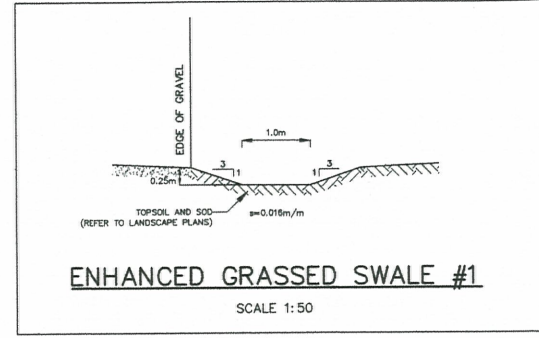 EDGE OF GRAVEL
1.0m
3
1
1
3
0.25m
TOPSOIL AND SOD
(REFER TO LANDSCAPE PLANS)
s=0.016m/m
ENHANCED GRASSED SWALE #1
SCALE 1:50